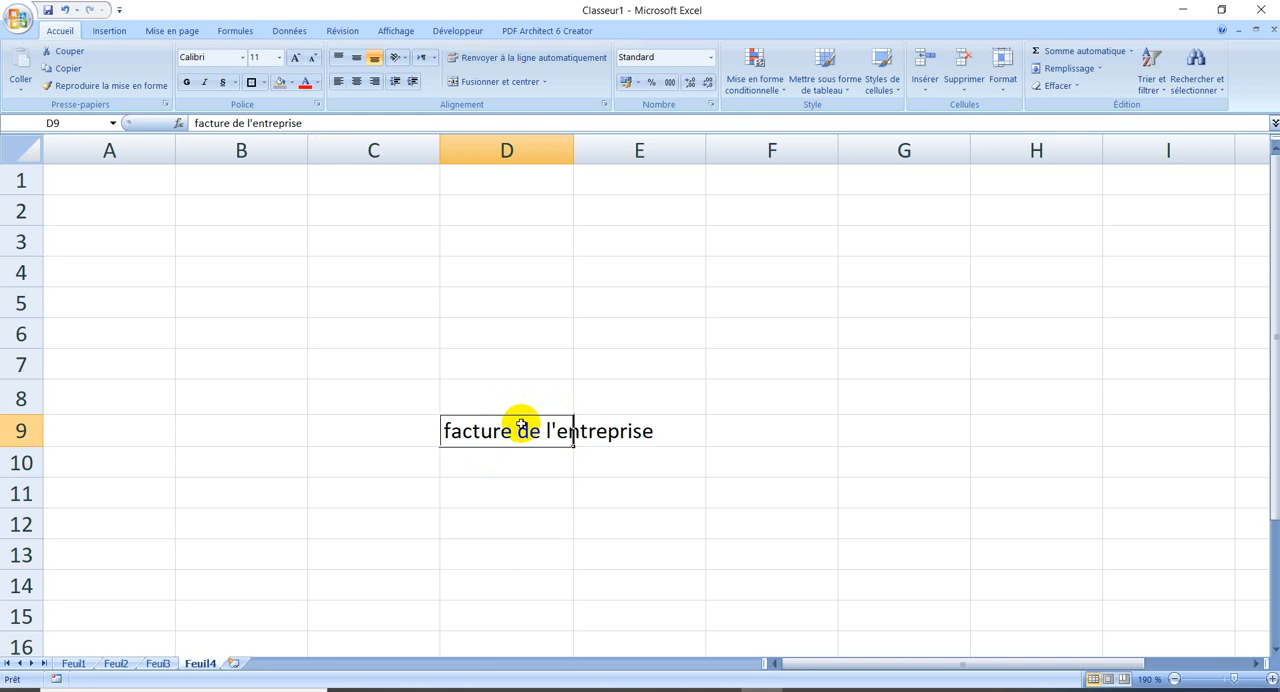 Classeur1 - Microsoft Excel
Accueil Insertion Mise en page Formules Données Révision Affichage Développeur PDF Architect 6 Creator
Coller
Couper
Copier
Reproduire la mise en forme
Presse-papiers
Calibri 11
G I S
Police
Renvoyer à la ligne automatiquement
Fusionner et centrer
Alignement
Standard
% 000
Nombre
Mise en forme conditionnelle
Mettre sous forme de tableau
Styles de cellules
Style
Insérer Supprimer Format
Cellules
Σ Somme automatique
Remplissage
Effacer
Trier et filtrer
Rechercher et sélectionner
Édition
D9 fx facture de l'entreprise
A B C D E F G H I
1
2
3
4
5
6
7
8
9 facture de l'entreprise
10
11
12
13
14
15
16
Feuil1 Feuil2 Feuil3 Feuil4
Prêt 190 %